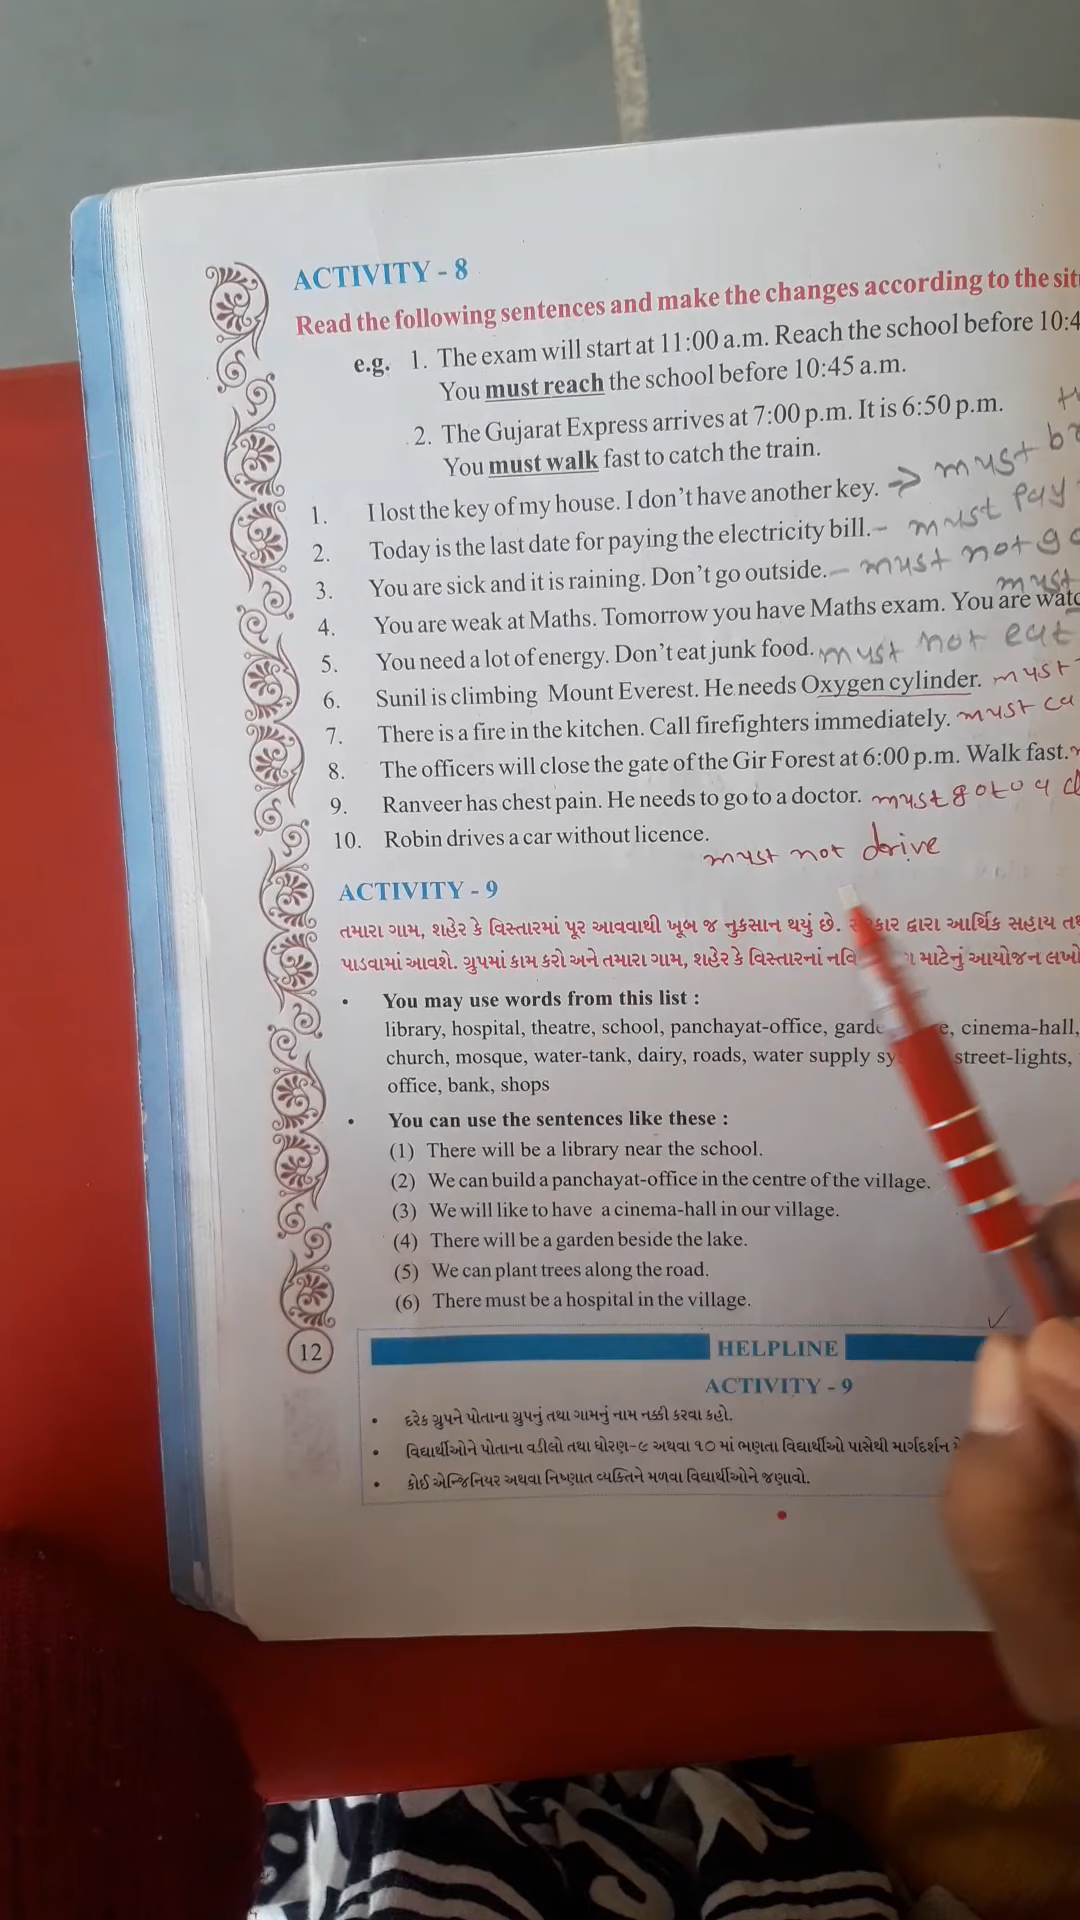 ACTIVITY - 8
Read the following sentences and make the changes according to the
e.g. 1. The exam will start at 11:00 a.m. Reach the school before
You must reach the school before 10:45 a.m.
2. The Gujarat Express arrives at 7:00 p.m. It is 6:50 p.m.
You must walk fast to catch the train.
1. I lost the key of my house. I don't have another key. → must
2. Today is the last date for paying the electricity bill. – must pay
3. You are sick and it is raining. Don't go outside. – must not
must
4. You are weak at Maths. Tomorrow you have Maths exam. You are
5. You need a lot of energy. Don't eat junk food. must not eat
6. Sunil is climbing Mount Everest. He needs Oxygen cylinder. must
7. There is a fire in the kitchen. Call firefighters immediately. must
8. The officers will close the gate of the Gir Forest at 6:00 p.m. Walk fast.
9. Ranveer has chest pain. He needs to go to a doctor. must go to a
10. Robin drives a car without licence.
must not drive
ACTIVITY - 9
તમારા ગામ, શહેર કે વિસ્તારમાં પૂર આવવાથી ખૂબ જ નુકસાન થયું છે. દ્વારા આર્થિક સહાય
પાડવામાં આવશે. ગ્રુપમાં કામ કરો અને તમારા ગામ, શહેર કે વિસ્તારનાં માટેનું આયોજન લખો
• You may use words from this list :
library, hospital, theatre, school, panchayat-office, cinema-hall,
church, mosque, water-tank, dairy, roads, water supply street-lights,
office, bank, shops
• You can use the sentences like these :
(1) There will be a library near the school.
(2) We can build a panchayat-office in the centre of the village.
(3) We will like to have a cinema-hall in our village.
(4) There will be a garden beside the lake.
(5) We can plant trees along the road.
(6) There must be a hospital in the village.
12
HELPLINE
ACTIVITY - 9
• દરેક ગ્રુપને પોતાના ગ્રુપનું તથા ગામનું નામ નક્કી કરવા કહો.
• વિદ્યાર્થીઓને પોતાના વડીલો તથા ધોરણ-૯ અથવા ૧૦ માં ભણતા વિદ્યાર્થીઓ પાસેથી માર્ગદર્શન
• કોઈ એન્જિનિયર અથવા નિષ્ણાત વ્યક્તિને મળવા વિદ્યાર્થીઓને જણાવો.